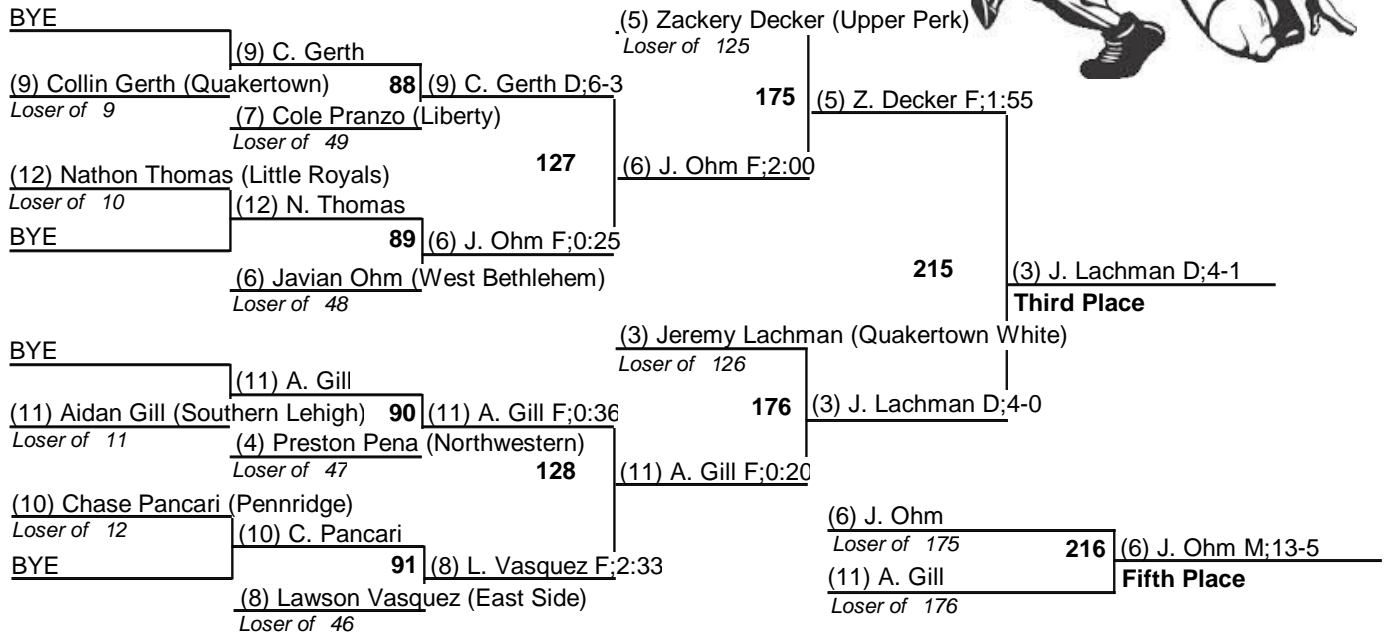 BYE
(5) Zackery Decker (Upper Perk)
Loser of 125
(9) C. Gerth
(9) Collin Gerth (Quakertown)
88
(9) C. Gerth D;6-3
175
(5) Z. Decker F;1:55
Loser of 9
(7) Cole Pranzo (Liberty)
Loser of 49
127
(6) J. Ohm F;2:00
(12) Nathon Thomas (Little Royals)
Loser of 10
(12) N. Thomas
BYE
89
(6) J. Ohm F;0:25
(6) Javian Ohm (West Bethlehem)
Loser of 48
215
(3) J. Lachman D;4-1
Third Place
(3) Jeremy Lachman (Quakertown White)
Loser of 126
BYE
(11) A. Gill
(11) Aidan Gill (Southern Lehigh)
90
(11) A. Gill F;0:36
176
(3) J. Lachman D;4-0
Loser of 11
(4) Preston Pena (Northwestern)
Loser of 47
128
(11) A. Gill F;0:20
(10) Chase Pancari (Pennridge)
Loser of 12
(10) C. Pancari
BYE
91
(8) L. Vasquez F;2:33
(8) Lawson Vasquez (East Side)
Loser of 46
(6) J. Ohm
Loser of 175
216
(6) J. Ohm M;13-5
(11) A. Gill
Fifth Place
Loser of 176